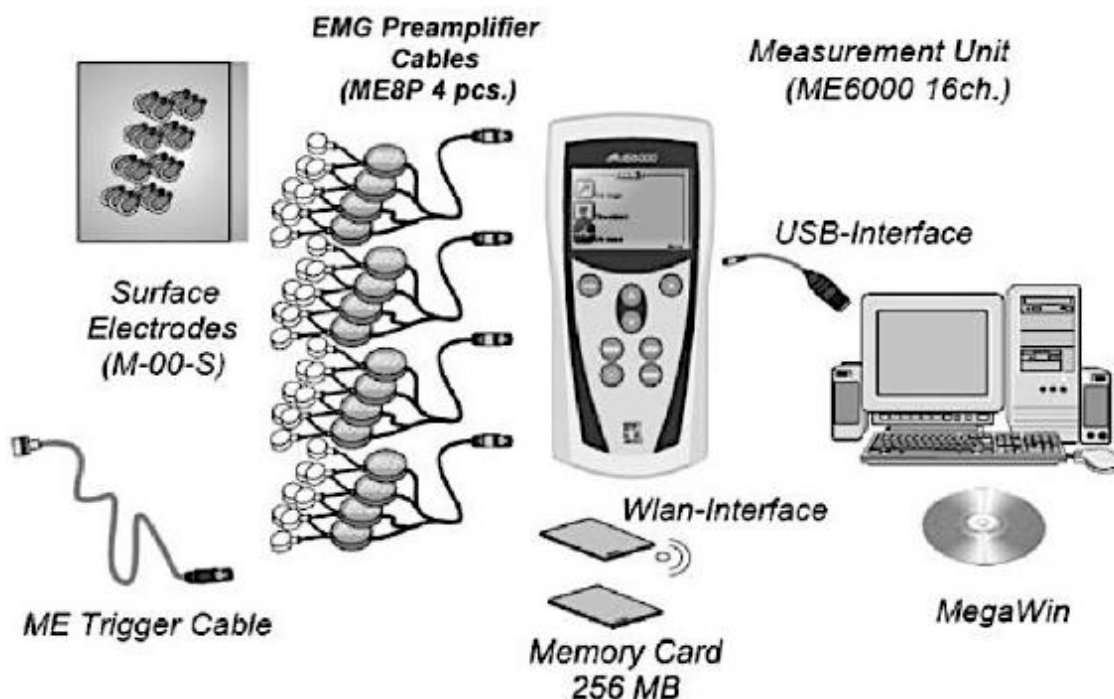 EMG Preamplifier
Cables
(ME8P 4 pcs.)
Measurement Unit
(ME6000 16ch.)
ME6000
USB-Interface
Surface
Electrodes
(M-00-S)
Wlan-Interface
ME Trigger Cable
Memory Card
256 MB
MegaWin